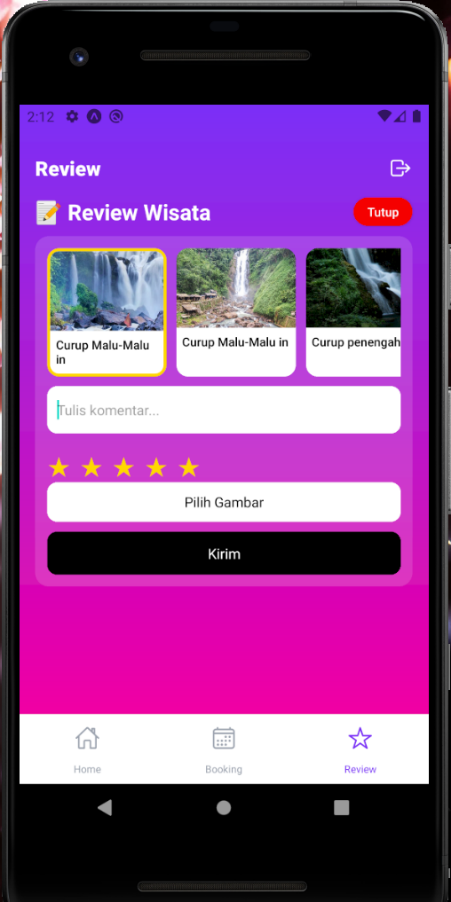 2:12
Review
📝 Review Wisata
Tutup
Curup Malu-Malu
in
Curup Malu-Malu in
Curup penengah
Tulis komentar...
★ ★ ★ ★ ★
Pilih Gambar
Kirim
Home
Booking
Review